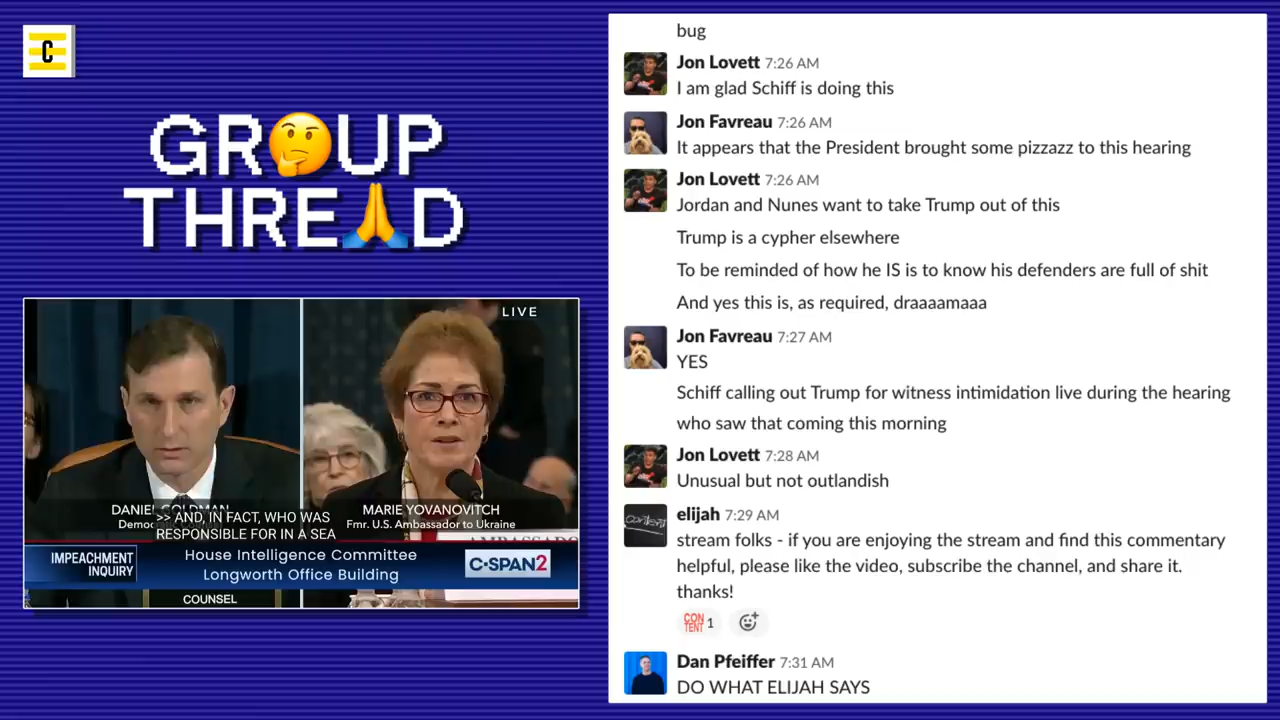 C
GR🤔UP
THRE🙏D
LIVE
DANIEL GOLDMAN
Democ
>> AND, IN FACT, WHO WAS
RESPONSIBLE FOR IN A SEA
MARIE YOVANOVITCH
Fmr. U.S. Ambassador to Ukraine
AMBASSADO
IMPEACHMENT
INQUIRY
House Intelligence Committee
Longworth Office Building
C-SPAN2
COUNSEL
bug
Jon Lovett 7:26 AM
I am glad Schiff is doing this
Jon Favreau 7:26 AM
It appears that the President brought some pizzazz to this hearing
Jon Lovett 7:26 AM
Jordan and Nunes want to take Trump out of this
Trump is a cypher elsewhere
To be reminded of how he IS is to know his defenders are full of shit
And yes this is, as required, draaaamaaa
Jon Favreau 7:27 AM
YES
Schiff calling out Trump for witness intimidation live during the hearing
who saw that coming this morning
Jon Lovett 7:28 AM
Unusual but not outlandish
content
elijah 7:29 AM
stream folks - if you are enjoying the stream and find this commentary
helpful, please like the video, subscribe the channel, and share it.
thanks!
CON
TENT 1
Dan Pfeiffer 7:31 AM
DO WHAT ELIJAH SAYS